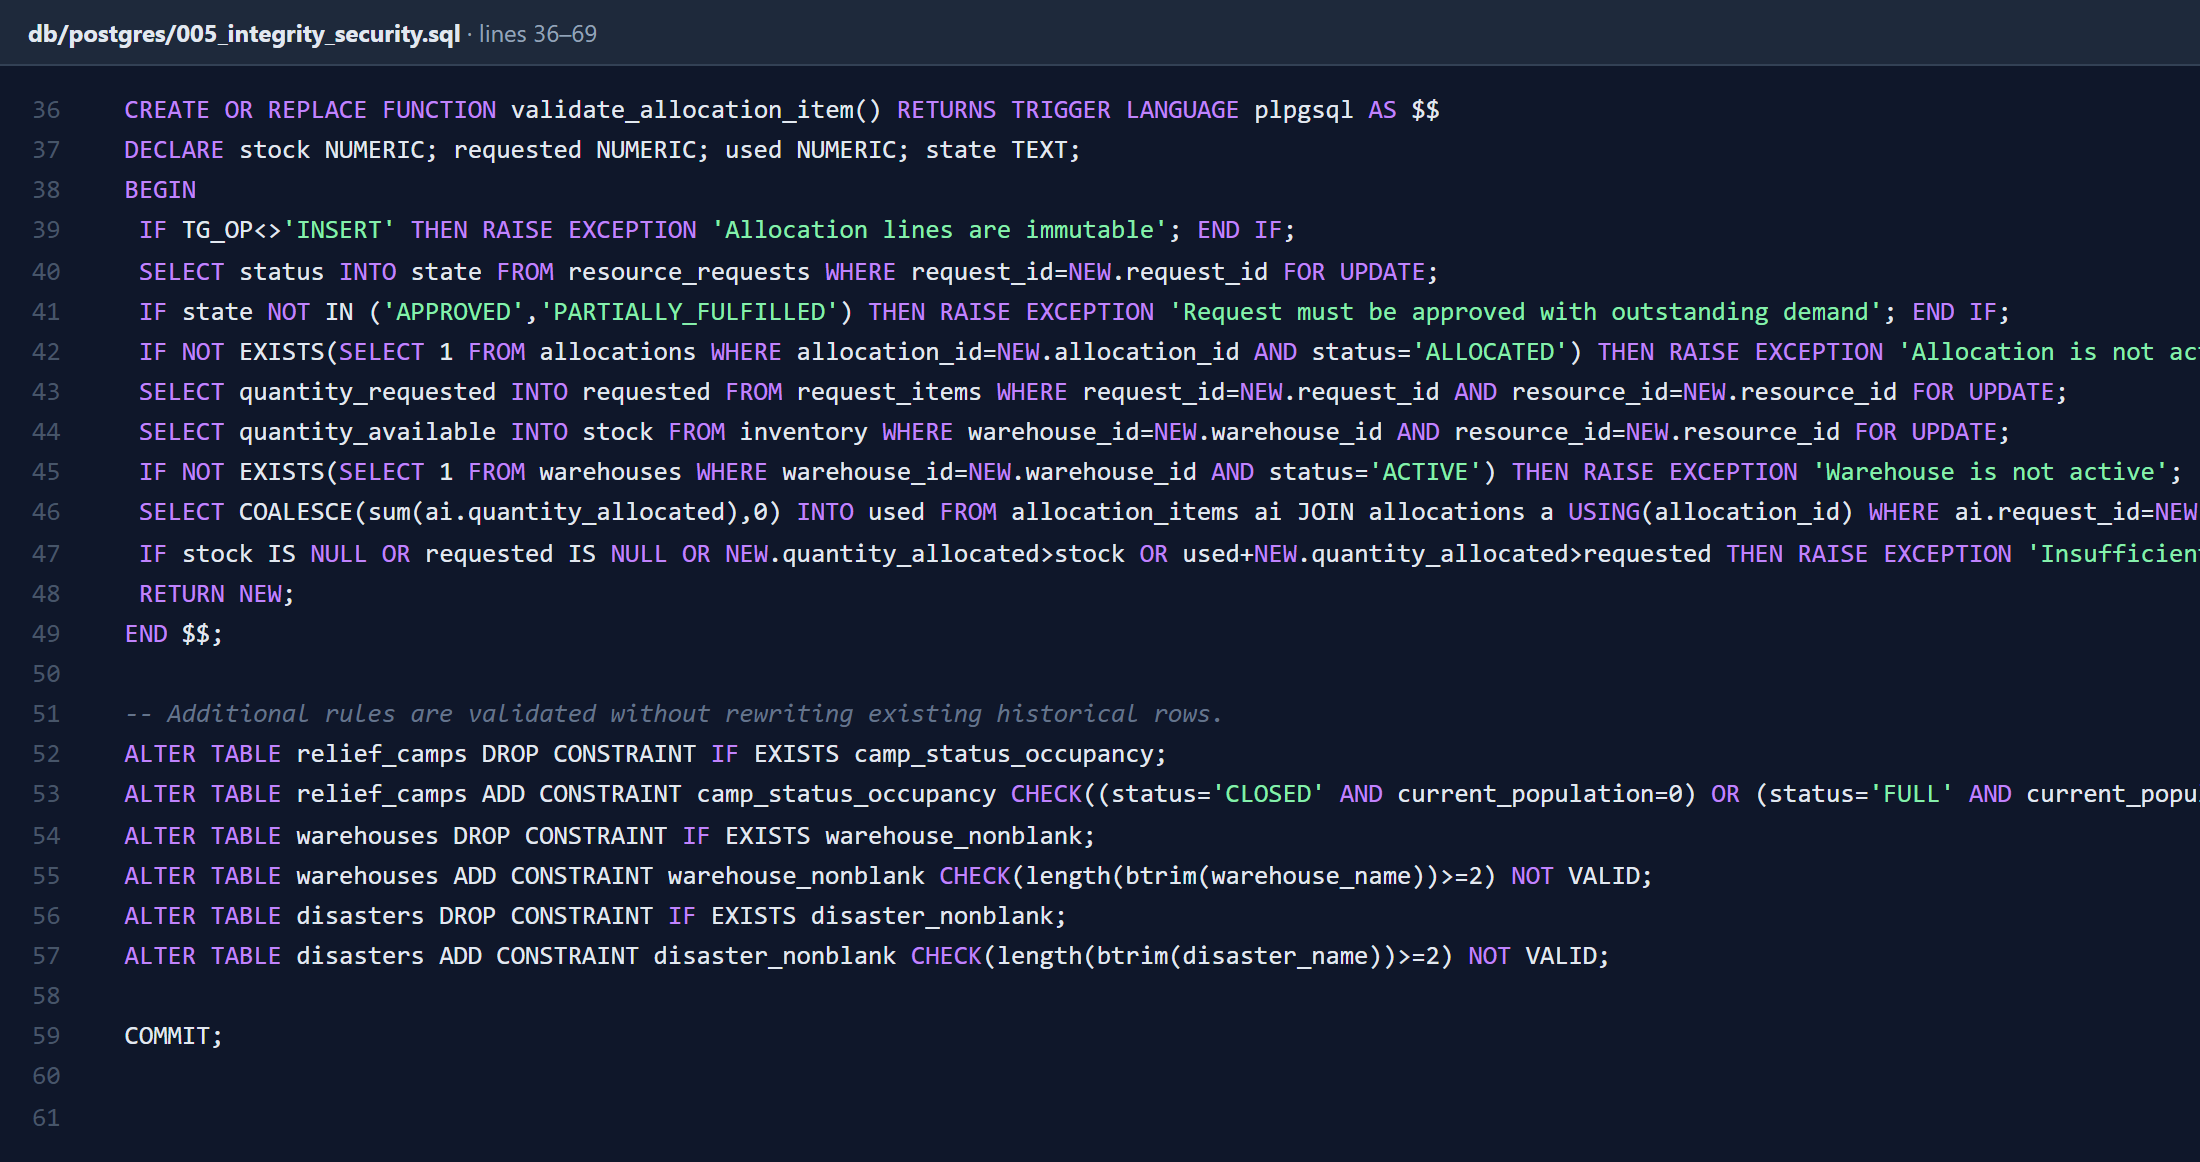 db/postgres/005_integrity_security.sql · lines 36–69
36 CREATE OR REPLACE FUNCTION validate_allocation_item() RETURNS TRIGGER LANGUAGE plpgsql AS $$
37 DECLARE stock NUMERIC; requested NUMERIC; used NUMERIC; state TEXT;
38 BEGIN
39 IF TG_OP<>'INSERT' THEN RAISE EXCEPTION 'Allocation lines are immutable'; END IF;
40 SELECT status INTO state FROM resource_requests WHERE request_id=NEW.request_id FOR UPDATE;
41 IF state NOT IN ('APPROVED','PARTIALLY_FULFILLED') THEN RAISE EXCEPTION 'Request must be approved with outstanding demand'; END IF;
42 IF NOT EXISTS(SELECT 1 FROM allocations WHERE allocation_id=NEW.allocation_id AND status='ALLOCATED') THEN RAISE EXCEPTION 'Allocation is not
43 SELECT quantity_requested INTO requested FROM request_items WHERE request_id=NEW.request_id AND resource_id=NEW.resource_id FOR UPDATE;
44 SELECT quantity_available INTO stock FROM inventory WHERE warehouse_id=NEW.warehouse_id AND resource_id=NEW.resource_id FOR UPDATE;
45 IF NOT EXISTS(SELECT 1 FROM warehouses WHERE warehouse_id=NEW.warehouse_id AND status='ACTIVE') THEN RAISE EXCEPTION 'Warehouse is not active';
46 SELECT COALESCE(sum(ai.quantity_allocated),0) INTO used FROM allocation_items ai JOIN allocations a USING(allocation_id) WHERE ai.request_id=NEW
47 IF stock IS NULL OR requested IS NULL OR NEW.quantity_allocated>stock OR used+NEW.quantity_allocated>requested THEN RAISE EXCEPTION 'Insufficien
48 RETURN NEW;
49 END $$;
50
51 -- Additional rules are validated without rewriting existing historical rows.
52 ALTER TABLE relief_camps DROP CONSTRAINT IF EXISTS camp_status_occupancy;
53 ALTER TABLE relief_camps ADD CONSTRAINT camp_status_occupancy CHECK((status='CLOSED' AND current_population=0) OR (status='FULL' AND current_popu
54 ALTER TABLE warehouses DROP CONSTRAINT IF EXISTS warehouse_nonblank;
55 ALTER TABLE warehouses ADD CONSTRAINT warehouse_nonblank CHECK(length(btrim(warehouse_name))>=2) NOT VALID;
56 ALTER TABLE disasters DROP CONSTRAINT IF EXISTS disaster_nonblank;
57 ALTER TABLE disasters ADD CONSTRAINT disaster_nonblank CHECK(length(btrim(disaster_name))>=2) NOT VALID;
58
59 COMMIT;
60
61